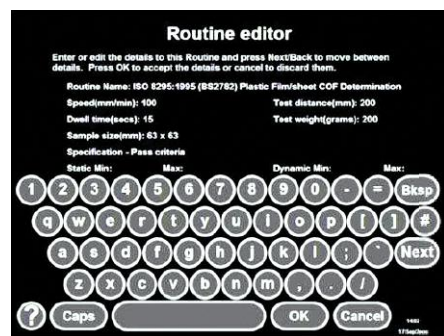 Routine editor
Enter or edit the details to this Routine and press Next/Back to move between
details. Press OK to accept the details or cancel to discard them.
Routine Name: ISO 8295:1995 (BS2782) Plastic Film/sheet COF Determination
Speed(mm/min): 100 Test distance(mm): 200
Dwell time(secs): 15 Test weight(grams): 200
Sample size(mm): 63 x 63
Specification - Pass criteria
Static Min: Max: Dynamic Min: Max:
1 2 3 4 5 6 7 8 9 0 - = Bksp
q w e r t y u i o p [ ] #
a s d f g h j k l ; ` Next
z x c v b n m , . /
? Caps OK Cancel